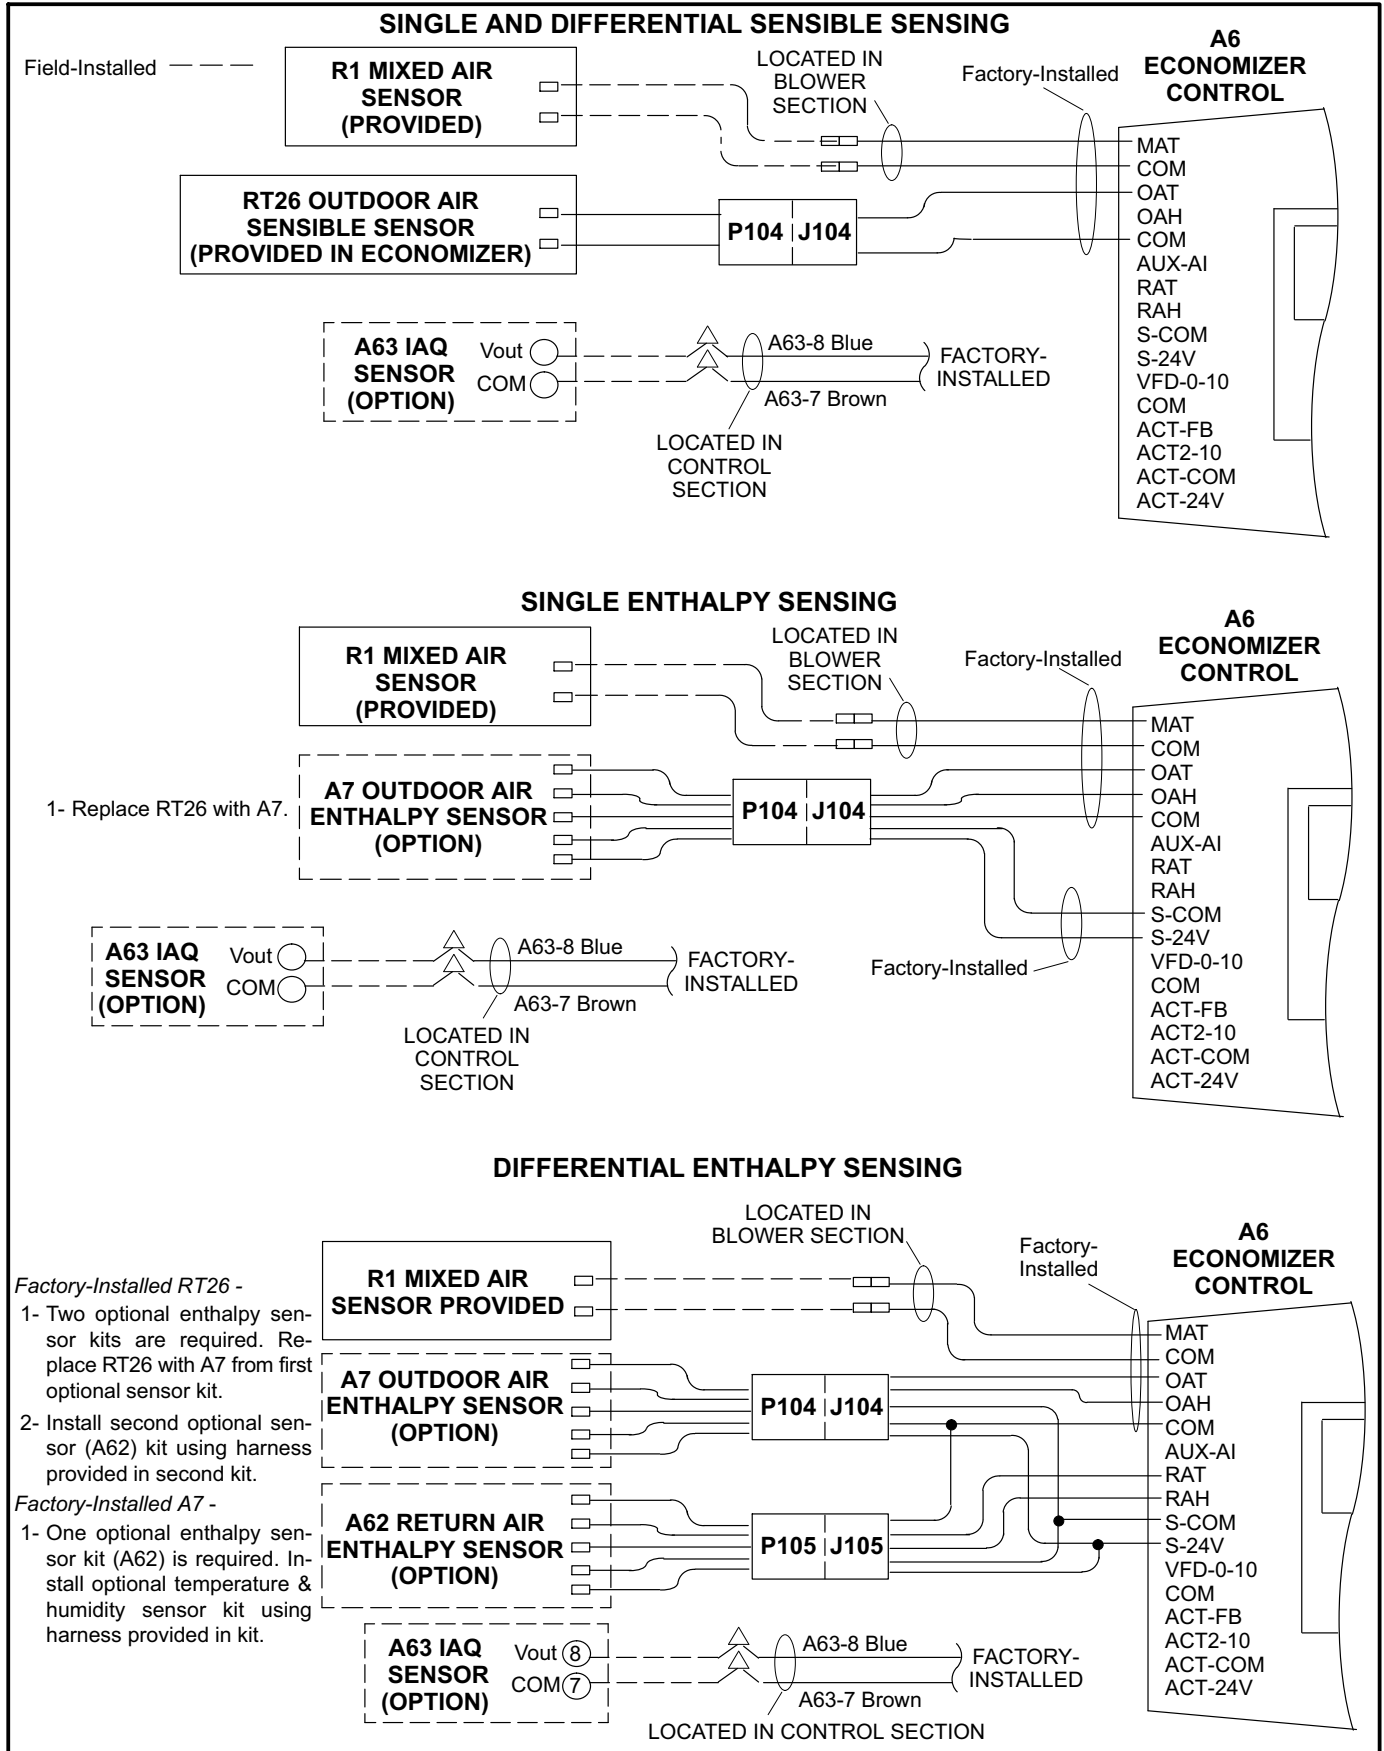 SINGLE AND DIFFERENTIAL SENSIBLE SENSING
Field-Installed
R1 MIXED AIR
SENSOR
(PROVIDED)
LOCATED IN
BLOWER
SECTION
Factory-Installed
A6
ECONOMIZER
CONTROL
RT26 OUTDOOR AIR
SENSIBLE SENSOR
(PROVIDED IN ECONOMIZER)
P104 J104
MAT
COM
OAT
OAH
COM
AUX-AI
RAT
RAH
S-COM
S-24V
VFD-0-10
COM
ACT-FB
ACT2-10
ACT-COM
ACT-24V
A63 IAQ
SENSOR
(OPTION)
Vout
COM
A63-8 Blue
A63-7 Brown
FACTORY-
INSTALLED
LOCATED IN
CONTROL
SECTION
SINGLE ENTHALPY SENSING
R1 MIXED AIR
SENSOR
(PROVIDED)
LOCATED IN
BLOWER
SECTION
Factory-Installed
A6
ECONOMIZER
CONTROL
1- Replace RT26 with A7.
A7 OUTDOOR AIR
ENTHALPY SENSOR
(OPTION)
P104 J104
MAT
COM
OAT
OAH
COM
AUX-AI
RAT
RAH
S-COM
S-24V
VFD-0-10
COM
ACT-FB
ACT2-10
ACT-COM
ACT-24V
Factory-Installed
A63 IAQ
SENSOR
(OPTION)
Vout
COM
A63-8 Blue
A63-7 Brown
FACTORY-
INSTALLED
LOCATED IN
CONTROL
SECTION
DIFFERENTIAL ENTHALPY SENSING
LOCATED IN
BLOWER SECTION
Factory-
Installed
A6
ECONOMIZER
CONTROL
R1 MIXED AIR
SENSOR PROVIDED
Factory-Installed RT26 -
1- Two optional enthalpy sen-
sor kits are required. Re-
place RT26 with A7 from first
optional sensor kit.
2- Install second optional sen-
sor (A62) kit using harness
provided in second kit.
Factory-Installed A7 -
1- One optional enthalpy sen-
sor kit (A62) is required. In-
stall optional temperature &
humidity sensor kit using
harness provided in kit.
A7 OUTDOOR AIR
ENTHALPY SENSOR
(OPTION)
P104 J104
A62 RETURN AIR
ENTHALPY SENSOR
(OPTION)
P105 J105
MAT
COM
OAT
OAH
COM
AUX-AI
RAT
RAH
S-COM
S-24V
VFD-0-10
COM
ACT-FB
ACT2-10
ACT-COM
ACT-24V
A63 IAQ
SENSOR
(OPTION)
Vout 8
COM 7
A63-8 Blue
A63-7 Brown
FACTORY-
INSTALLED
LOCATED IN CONTROL SECTION